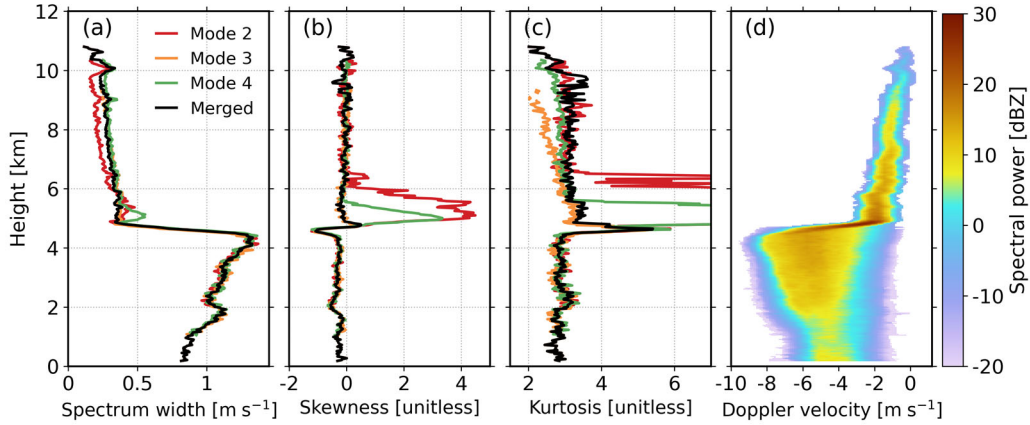 (a)
(b)
(c)
(d)
Mode 2
Mode 3
Mode 4
Merged
Height [km]
12
10
8
6
4
2
0
0 0.5 1
Spectrum width [m s⁻¹]
-2 0 2 4
Skewness [unitless]
2 4 6
Kurtosis [unitless]
-10 -8 -6 -4 -2 0
Doppler velocity [m s⁻¹]
30
20
10
0
-10
-20
Spectral power [dBZ]